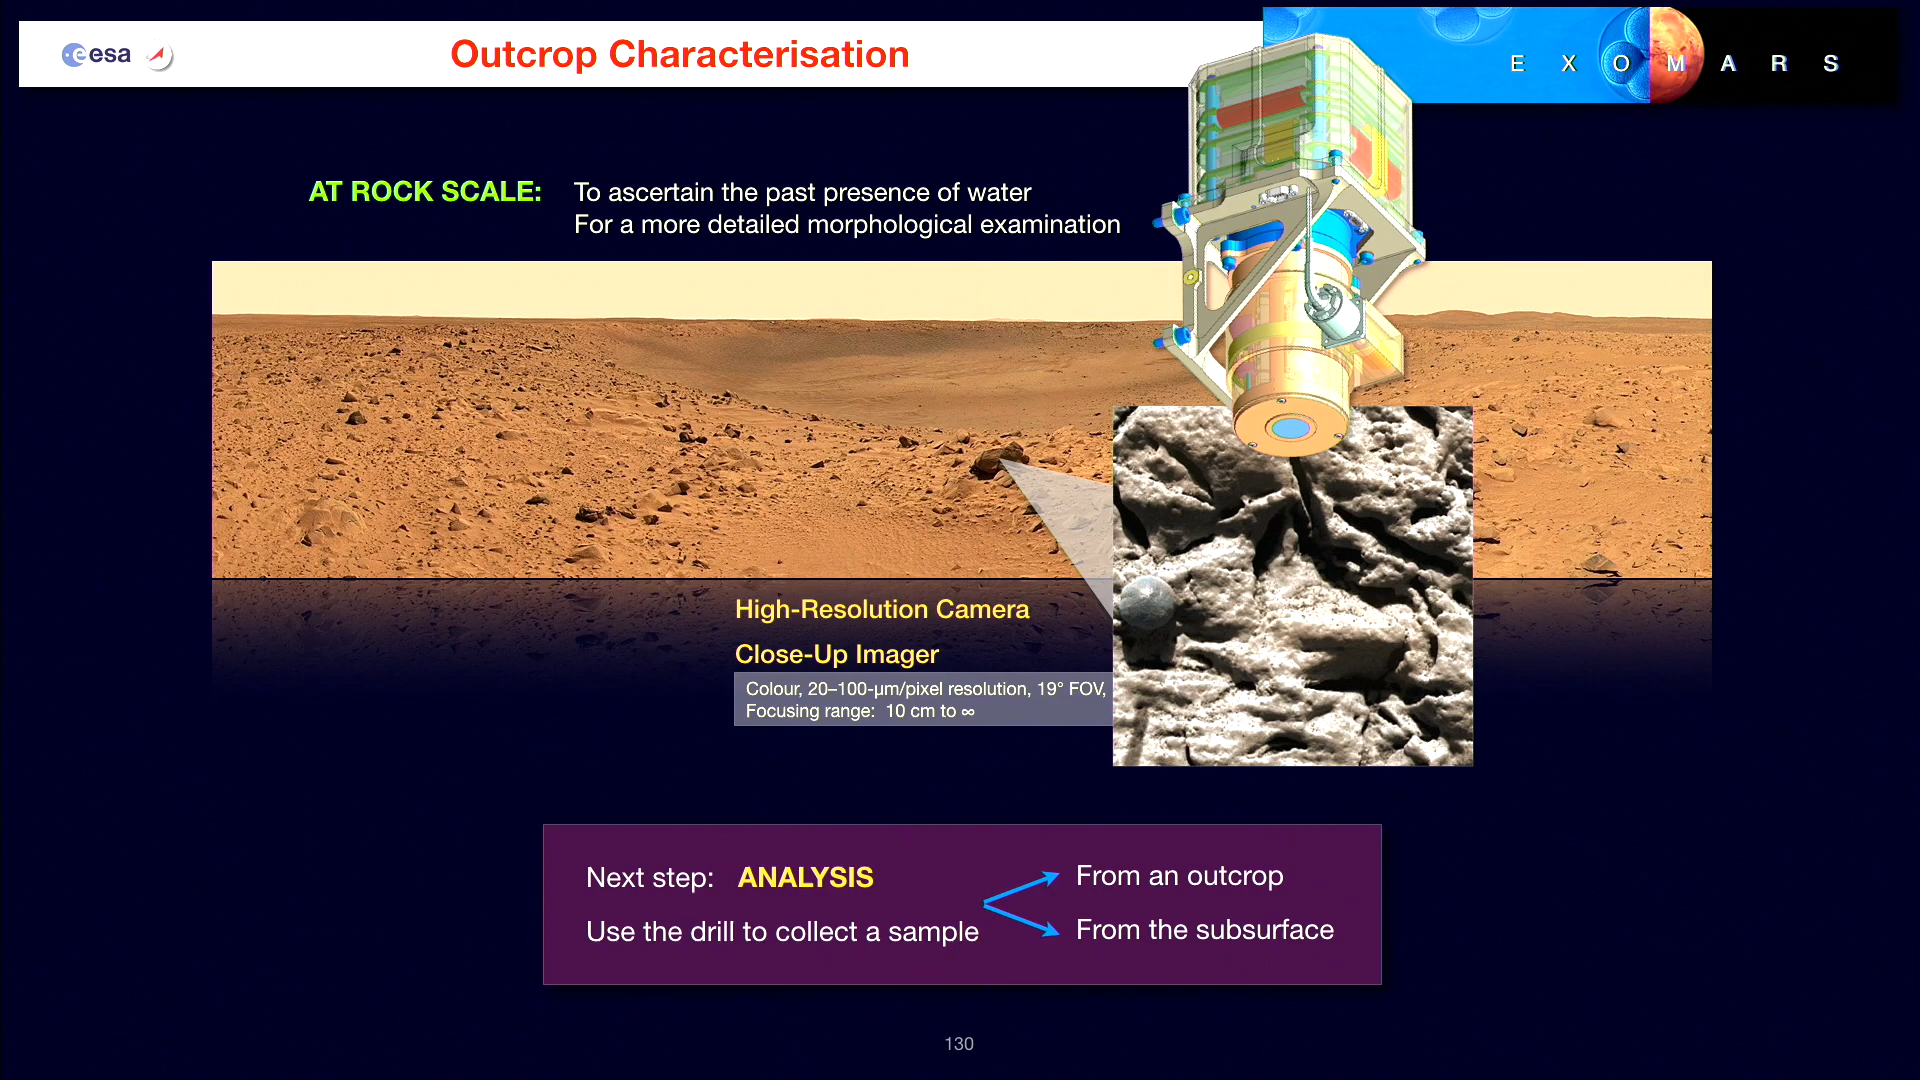 esa
Outcrop Characterisation
E X O M A R S
AT ROCK SCALE: To ascertain the past presence of water
For a more detailed morphological examination
High-Resolution Camera
Close-Up Imager
Colour, 20–100-µm/pixel resolution, 19° FOV,
Focusing range: 10 cm to ∞
Next step: ANALYSIS
Use the drill to collect a sample
From an outcrop
From the subsurface
130